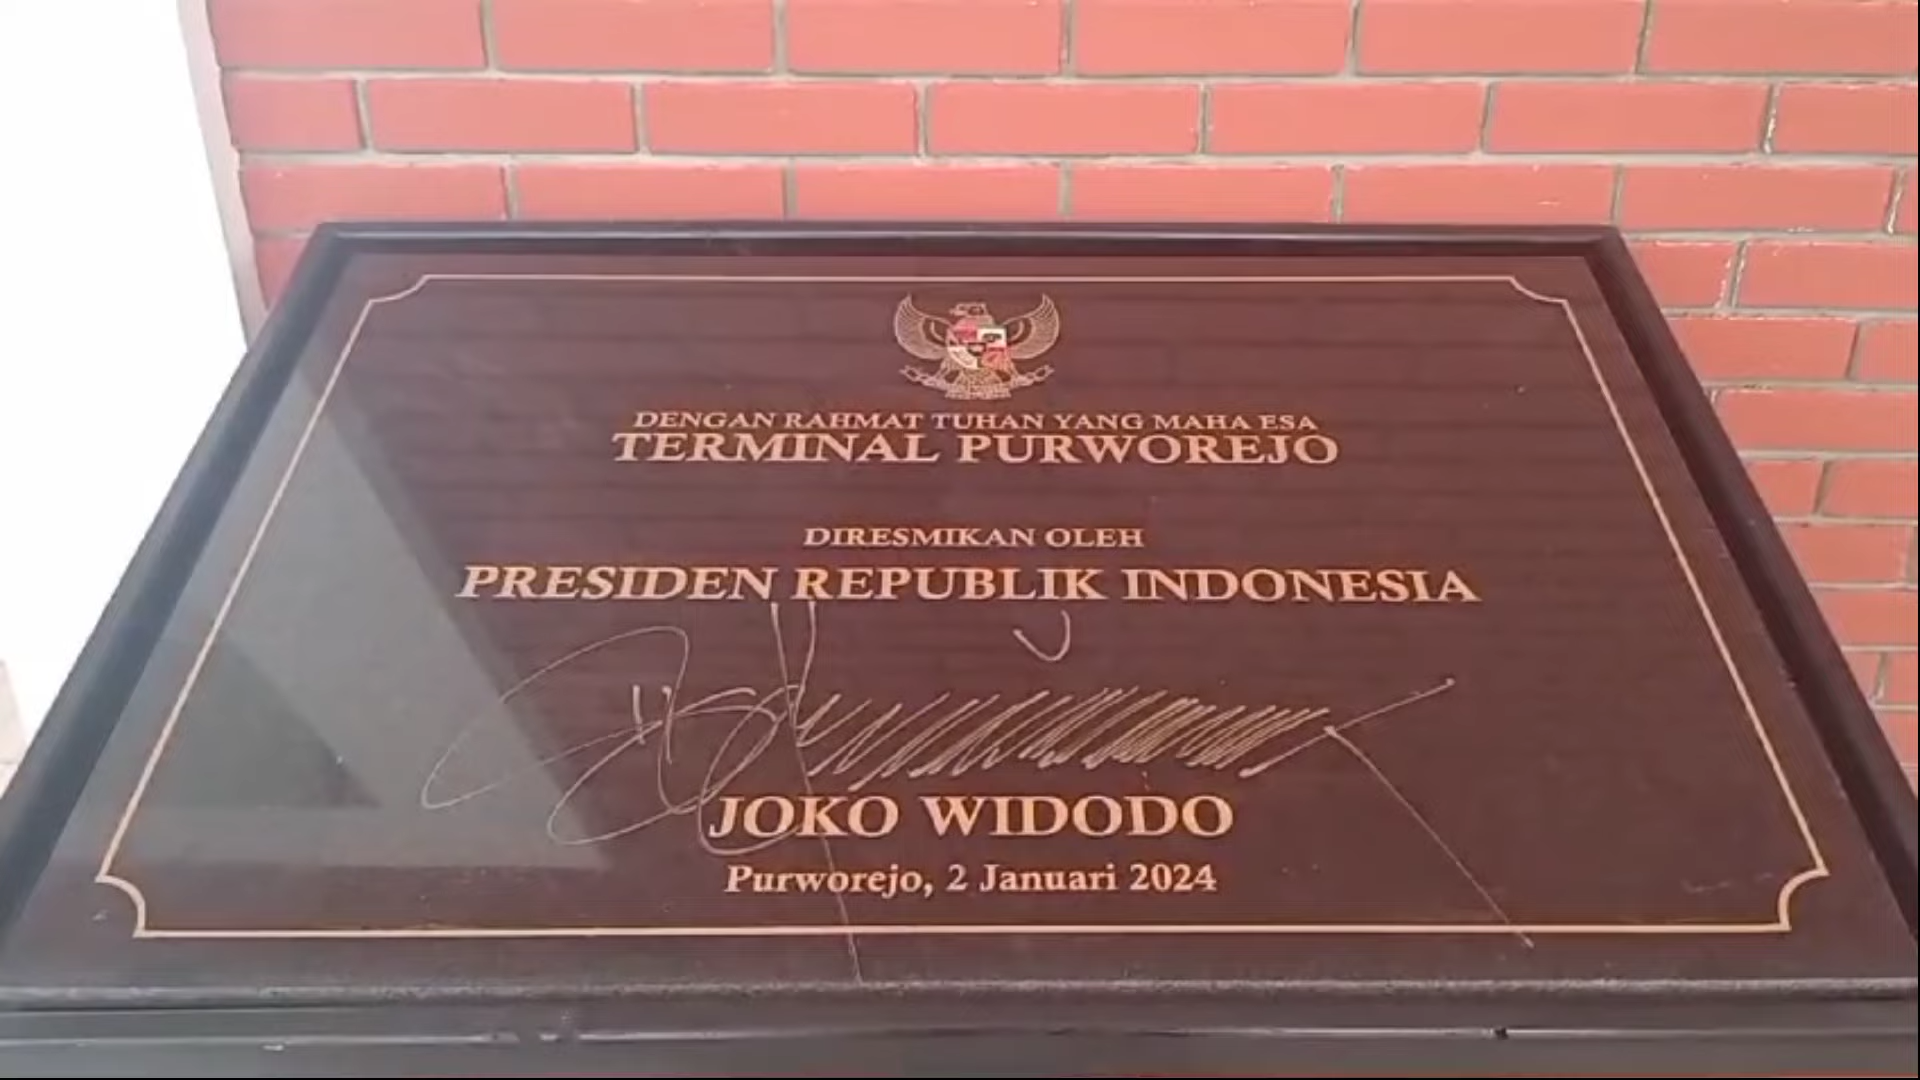 DENGAN RAHMAT TUHAN YANG MAHA ESA
TERMINAL PURWOREJO
DIRESMIKAN OLEH
PRESIDEN REPUBLIK INDONESIA
JOKO WIDODO
Purworejo, 2 Januari 2024